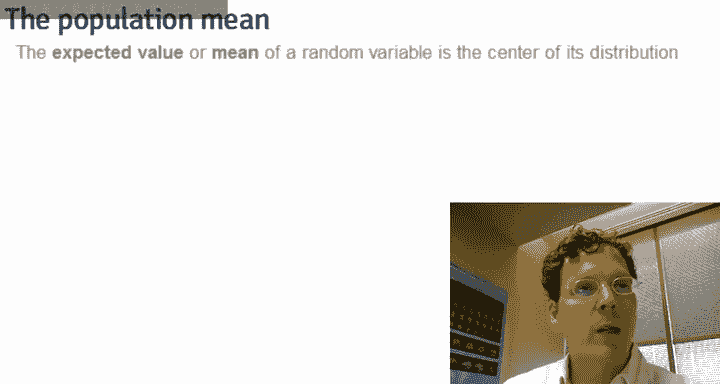 The population mean
The expected value or mean of a random variable is the center of its distribution